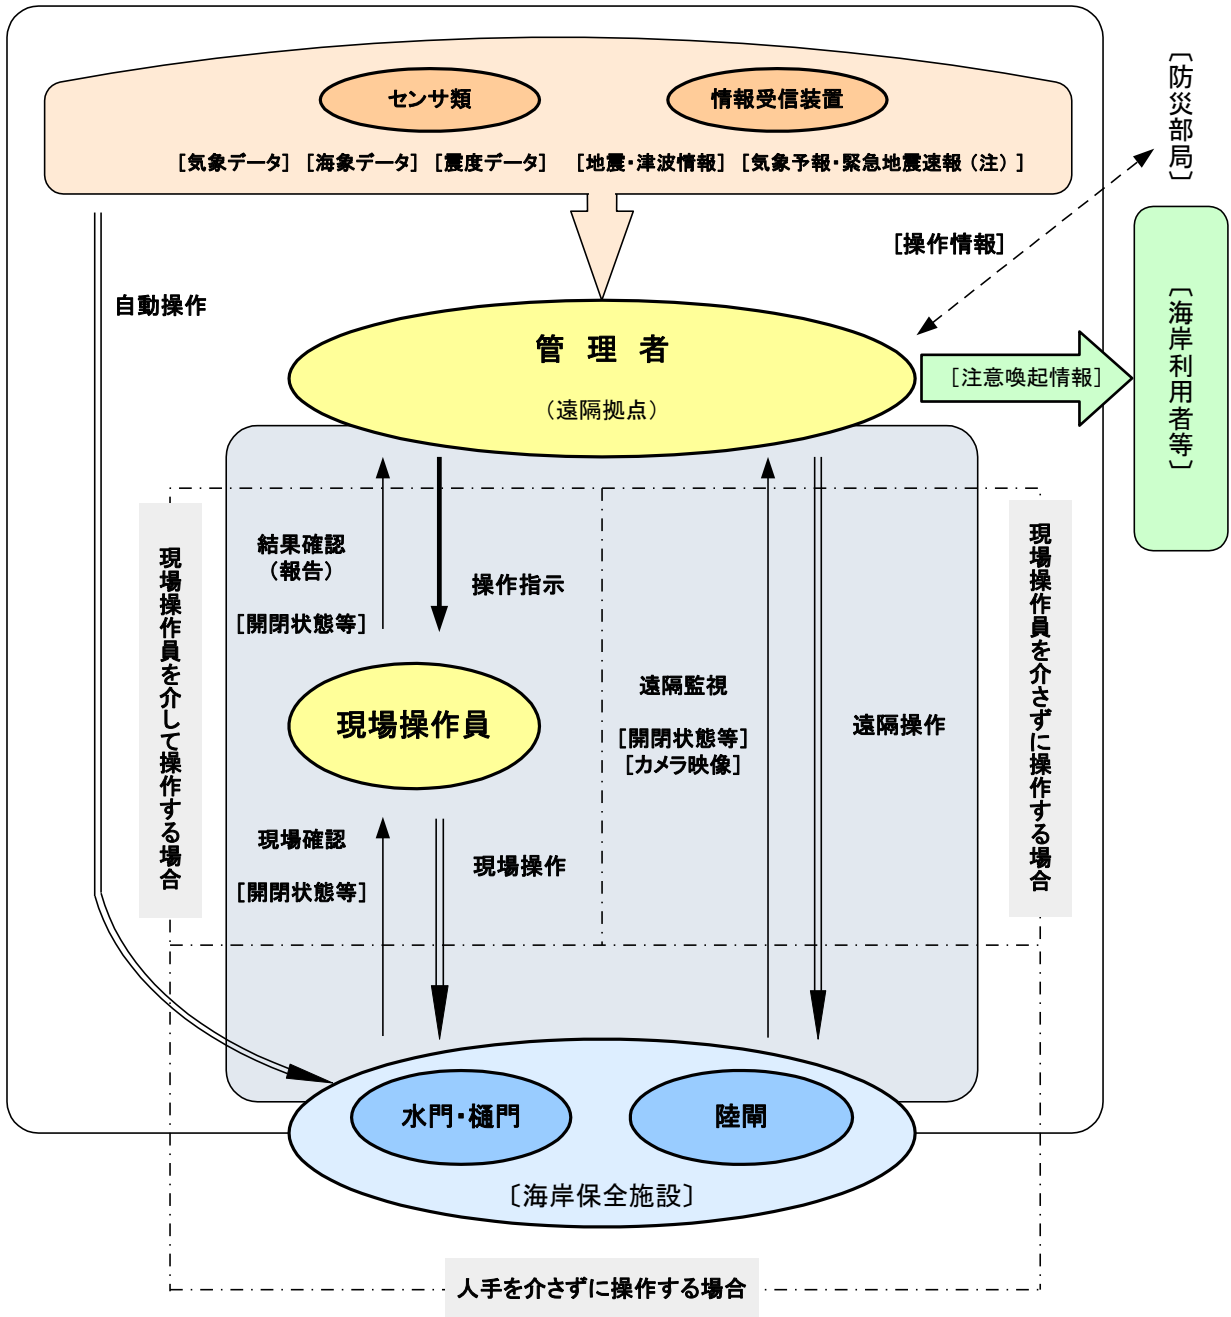 センサ類
情報受信装置
[気象データ] [海象データ] [震度データ]
[地震・津波情報] [気象予報・緊急地震速報（注）]
〔防災部局〕
[操作情報]
自動操作
管 理 者
（遠隔拠点）
[注意喚起情報]
〔海岸利用者等〕
現場操作員を介して操作する場合
結果確認
（報告）
[開閉状態等]
操作指示
現場操作員
現場確認
[開閉状態等]
現場操作
遠隔監視
[開閉状態等]
[カメラ映像]
遠隔操作
現場操作員を介さずに操作する場合
水門・樋門
陸閘
〔海岸保全施設〕
人手を介さずに操作する場合